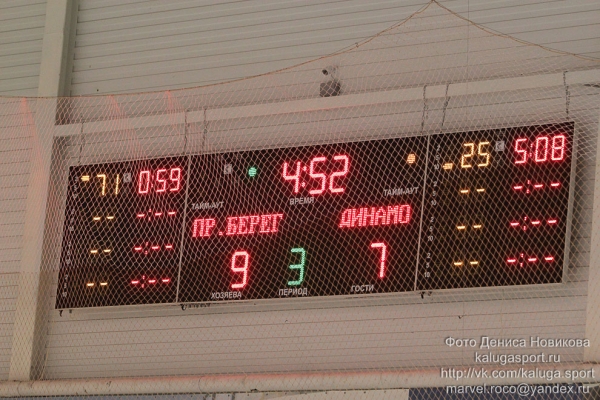 71 0:59 4:52 25 5:08
ТАЙМ-АУТ ВРЕМЯ ТАЙМ-АУТ
ПР.БЕРЕГ ДИНАМО
9 3 7
ХОЗЯЕВА ПЕРИОД ГОСТИ
Фото Дениса Новикова
kalugasport.ru
http://vk.com/kaluga.sport
marvel.roco@yandex.ru